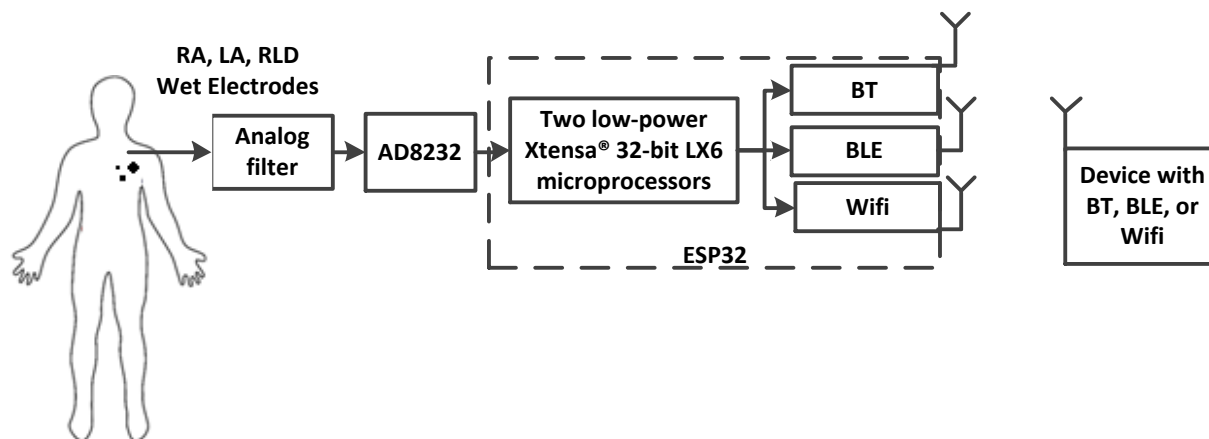 RA, LA, RLD
Wet Electrodes
Analog
filter
AD8232
Two low-power
Xtensa® 32-bit LX6
microprocessors
BT
BLE
Wifi
ESP32
Device with
BT, BLE, or
Wifi